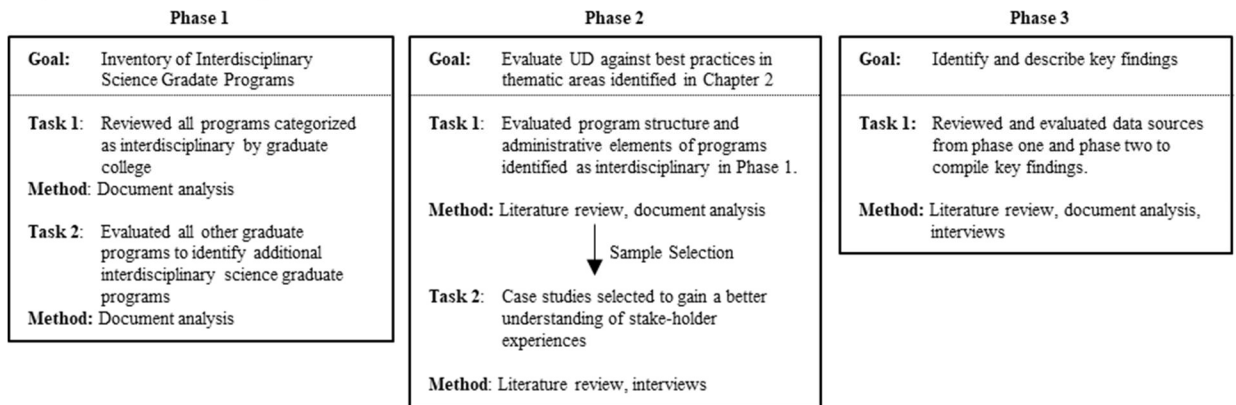 Phase 1
Goal: Inventory of Interdisciplinary
Science Gradate Programs
Task 1: Reviewed all programs categorized
as interdisciplinary by graduate
college
Method: Document analysis
Task 2: Evaluated all other graduate
programs to identify additional
interdisciplinary science graduate
programs
Method: Document analysis
Phase 2
Goal: Evaluate UD against best practices in
thematic areas identified in Chapter 2
Task 1: Evaluated program structure and
administrative elements of programs
identified as interdisciplinary in Phase 1.
Method: Literature review, document analysis
Sample Selection
Task 2: Case studies selected to gain a better
understanding of stake-holder
experiences
Method: Literature review, interviews
Phase 3
Goal: Identify and describe key findings
Task 1: Reviewed and evaluated data sources
from phase one and phase two to
compile key findings.
Method: Literature review, document analysis,
interviews